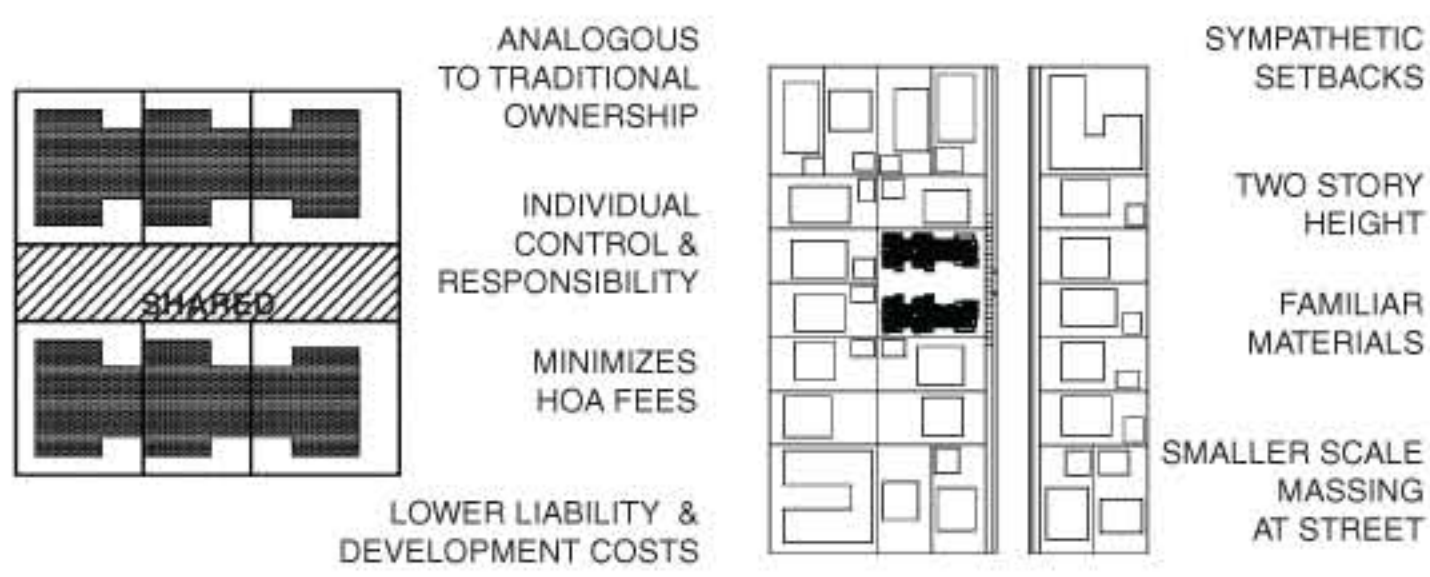 ANALOGOUS
TO TRADITIONAL
OWNERSHIP
INDIVIDUAL
CONTROL &
RESPONSIBILITY
MINIMIZES
HOA FEES
LOWER LIABILITY &
DEVELOPMENT COSTS
SHARED
SYMPATHETIC
SETBACKS
TWO STORY
HEIGHT
FAMILIAR
MATERIALS
SMALLER SCALE
MASSING
AT STREET